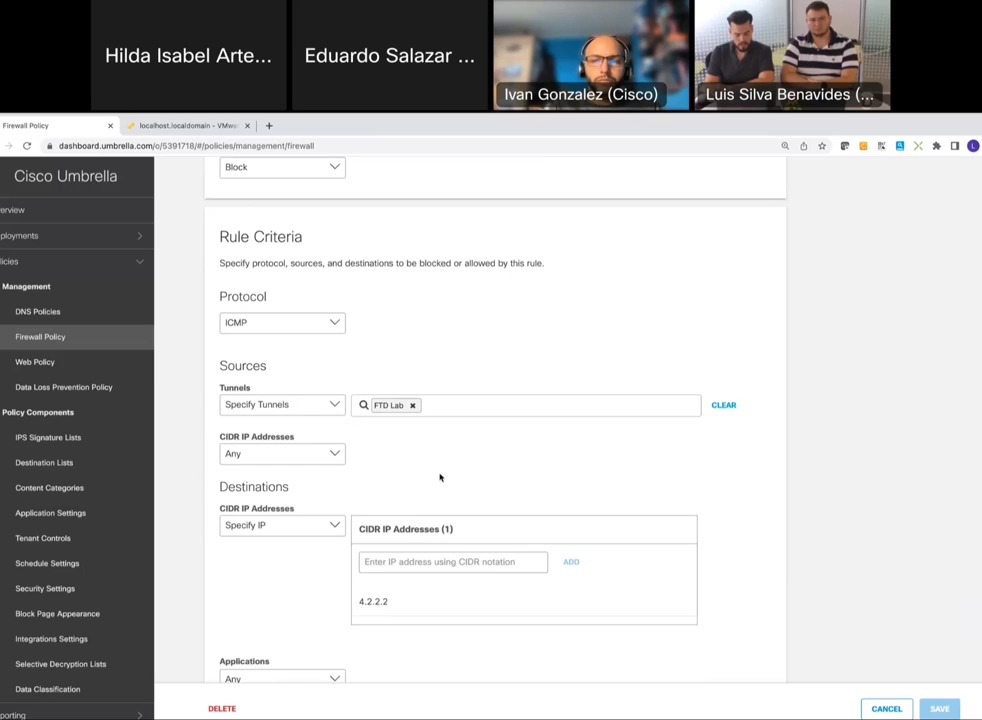 Hilda Isabel Arte...
Eduardo Salazar ...
Ivan Gonzalez (Cisco)
Luis Silva Benavides (...
Firewall Policy
localhost.localdomain - VMwa
dashboard.umbrella.com/o/5391718/#/policies/management/firewall
L
Cisco Umbrella
erview
ployments
licies
Management
DNS Policies
Firewall Policy
Web Policy
Data Loss Prevention Policy
Policy Components
IPS Signature Lists
Destination Lists
Content Categories
Application Settings
Tenant Controls
Schedule Settings
Security Settings
Block Page Appearance
Integrations Settings
Selective Decryption Lists
Data Classification
porting
Block
Rule Criteria
Specify protocol, sources, and destinations to be blocked or allowed by this rule.
Protocol
ICMP
Sources
Tunnels
Specify Tunnels
FTD Lab
CLEAR
CIDR IP Addresses
Any
Destinations
CIDR IP Addresses
Specify IP
CIDR IP Addresses (1)
Enter IP address using CIDR notation
ADD
4.2.2.2
Applications
Any
DELETE
CANCEL
SAVE